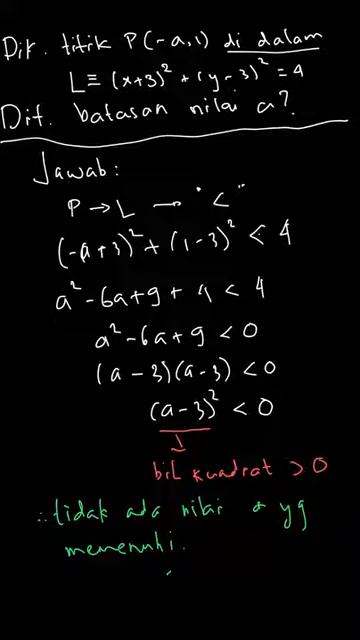 Dik. titik P(-a,1) di dalam
L≡ (x+3)² + (y-3)² = 4
Dit. batasan nilai a?
Jawab:
P → L → "<"
(-a+3)² + (1-3)² < 4
a² - 6a + 9 + 4 < 4
a² - 6a + 9 < 0
(a - 3)(a - 3) < 0
(a - 3)² < 0
↓
bil kuadrat > 0
∴ tidak ada nilai a yg
memenuhi.